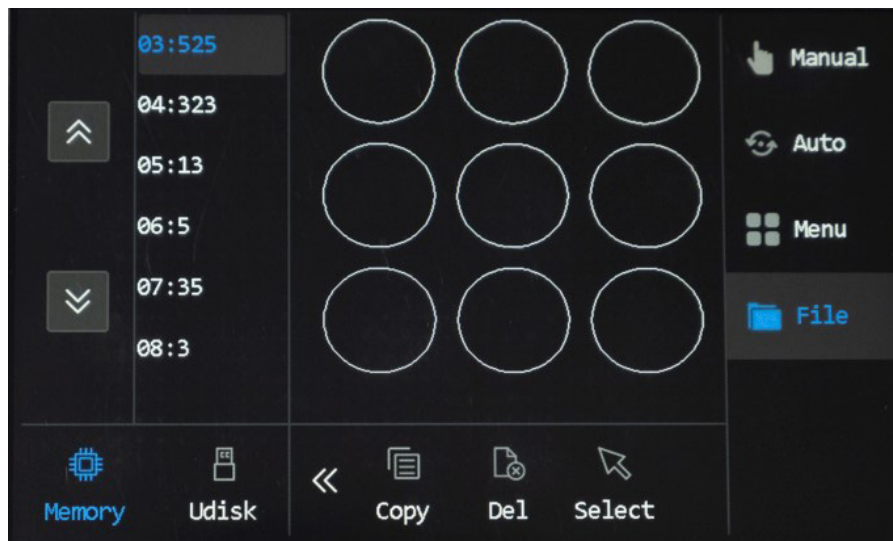 03:525
04:323
05:13
06:5
07:35
08:3
Manual
Auto
Menu
File
Memory
Udisk
Copy
Del
Select